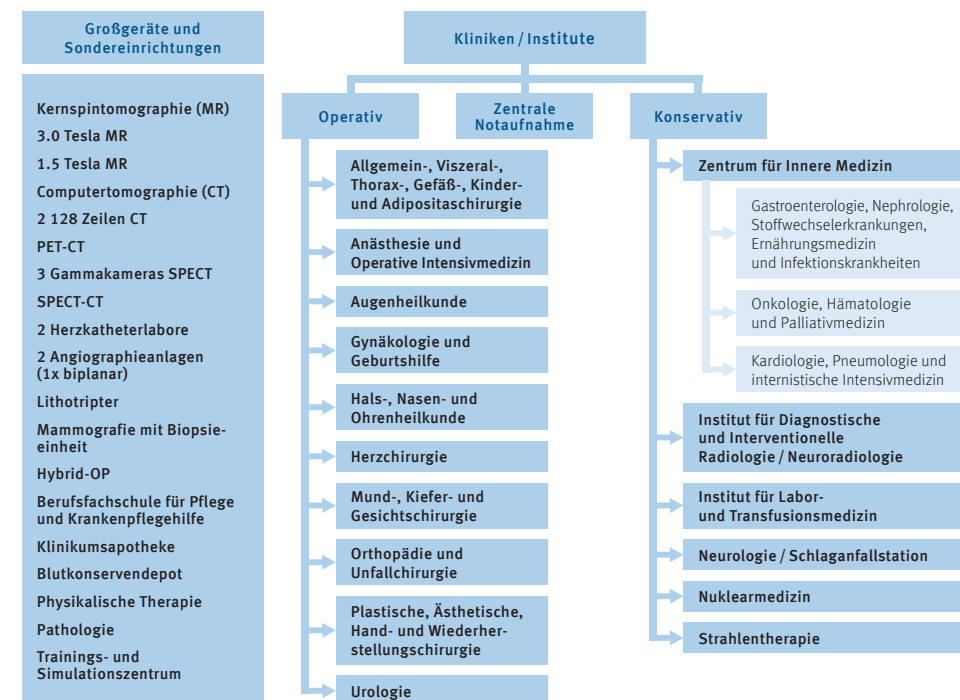 Großgeräte und
Sondereinrichtungen
Kernspintomographie (MR)
3.0 Tesla MR
1.5 Tesla MR
Computertomographie (CT)
2 128 Zeilen CT
PET-CT
3 Gammakameras SPECT
SPECT-CT
2 Herzkatheterlabore
2 Angiographieanlagen
(1x biplanar)
Lithotripter
Mammografie mit Biopsie-
einheit
Hybrid-OP
Berufsfachschule für Pflege
und Krankenpflegehilfe
Klinikumsapotheke
Blutkonservendepot
Physikalische Therapie
Pathologie
Trainings- und
Simulationszentrum
Kliniken / Institute
Operativ
Allgemein-, Viszeral-,
Thorax-, Gefäß-, Kinder-
und Adipositaschirurgie
Anästhesie und
Operative Intensivmedizin
Augenheilkunde
Gynäkologie und
Geburtshilfe
Hals-, Nasen- und
Ohrenheilkunde
Herzchirurgie
Mund-, Kiefer- und
Gesichtschirurgie
Orthopädie und
Unfallchirurgie
Plastische, Ästhetische,
Hand- und Wiederher-
stellungschirurgie
Urologie
Zentrale
Notaufnahme
Konservativ
Zentrum für Innere Medizin
Gastroenterologie, Nephrologie,
Stoffwechselerkrankungen,
Ernährungsmedizin
und Infektionskrankheiten
Onkologie, Hämatologie
und Palliativmedizin
Kardiologie, Pneumologie und
internistische Intensivmedizin
Institut für Diagnostische
und Interventionelle
Radiologie / Neuroradiologie
Institut für Labor-
und Transfusionsmedizin
Neurologie / Schlaganfallstation
Nuklearmedizin
Strahlentherapie